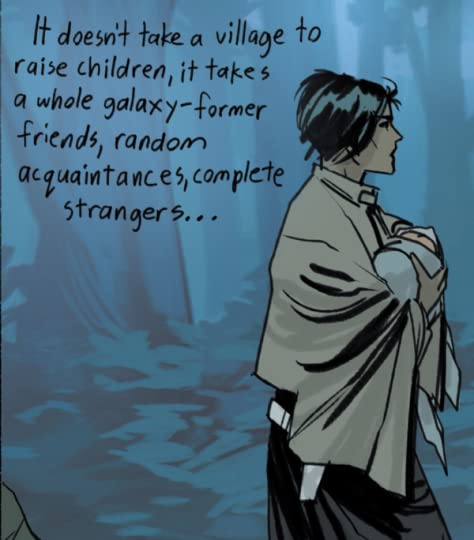 It doesn't take a village to
raise children, it takes
a whole galaxy-former
friends, random
acquaintances, complete
strangers...